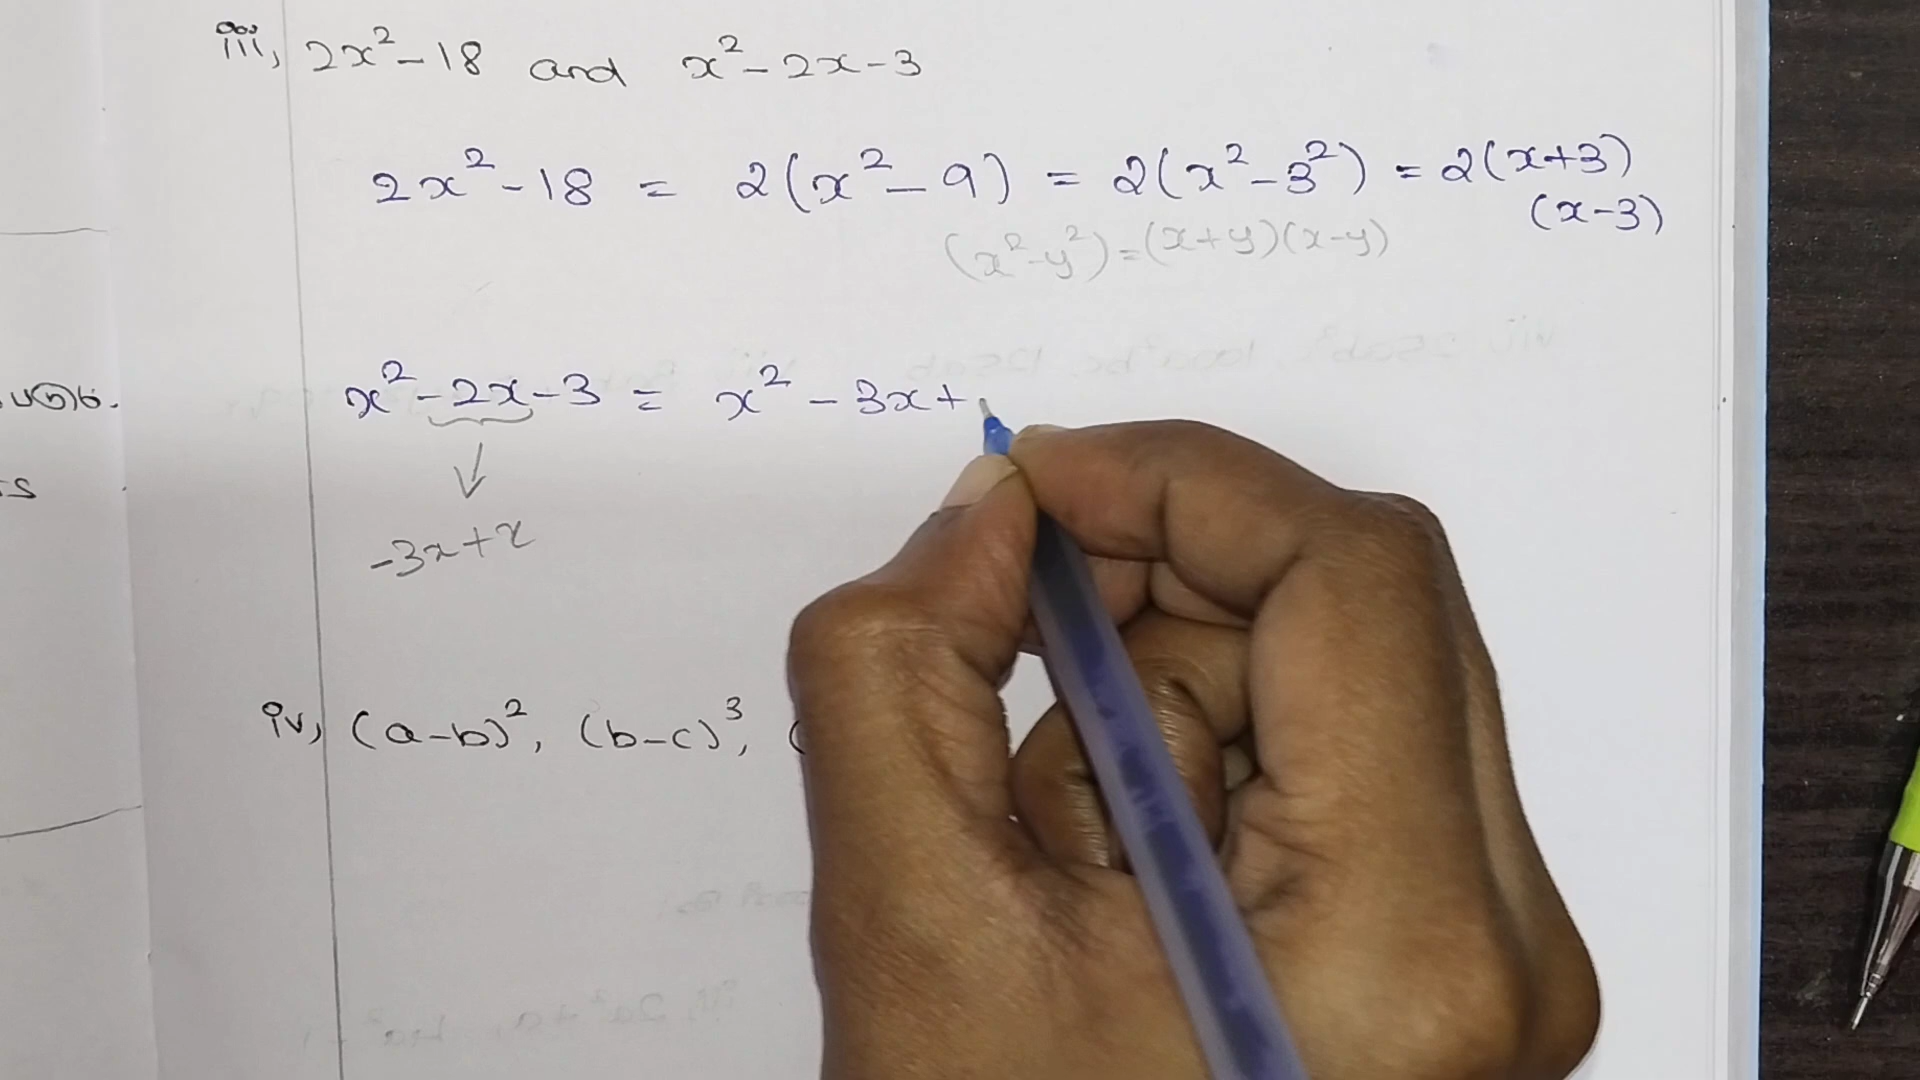 iii, 2x² - 18 and x² - 2x - 3
2x² - 18 = 2(x² - 9) = 2(x² - 3²) = 2(x+3)
(x-3)
(x² - y²) = (x+y)(x-y)
x² - 2x - 3 = x² - 3x +
-3x + x
iv, (a-b)², (b-c)³, (